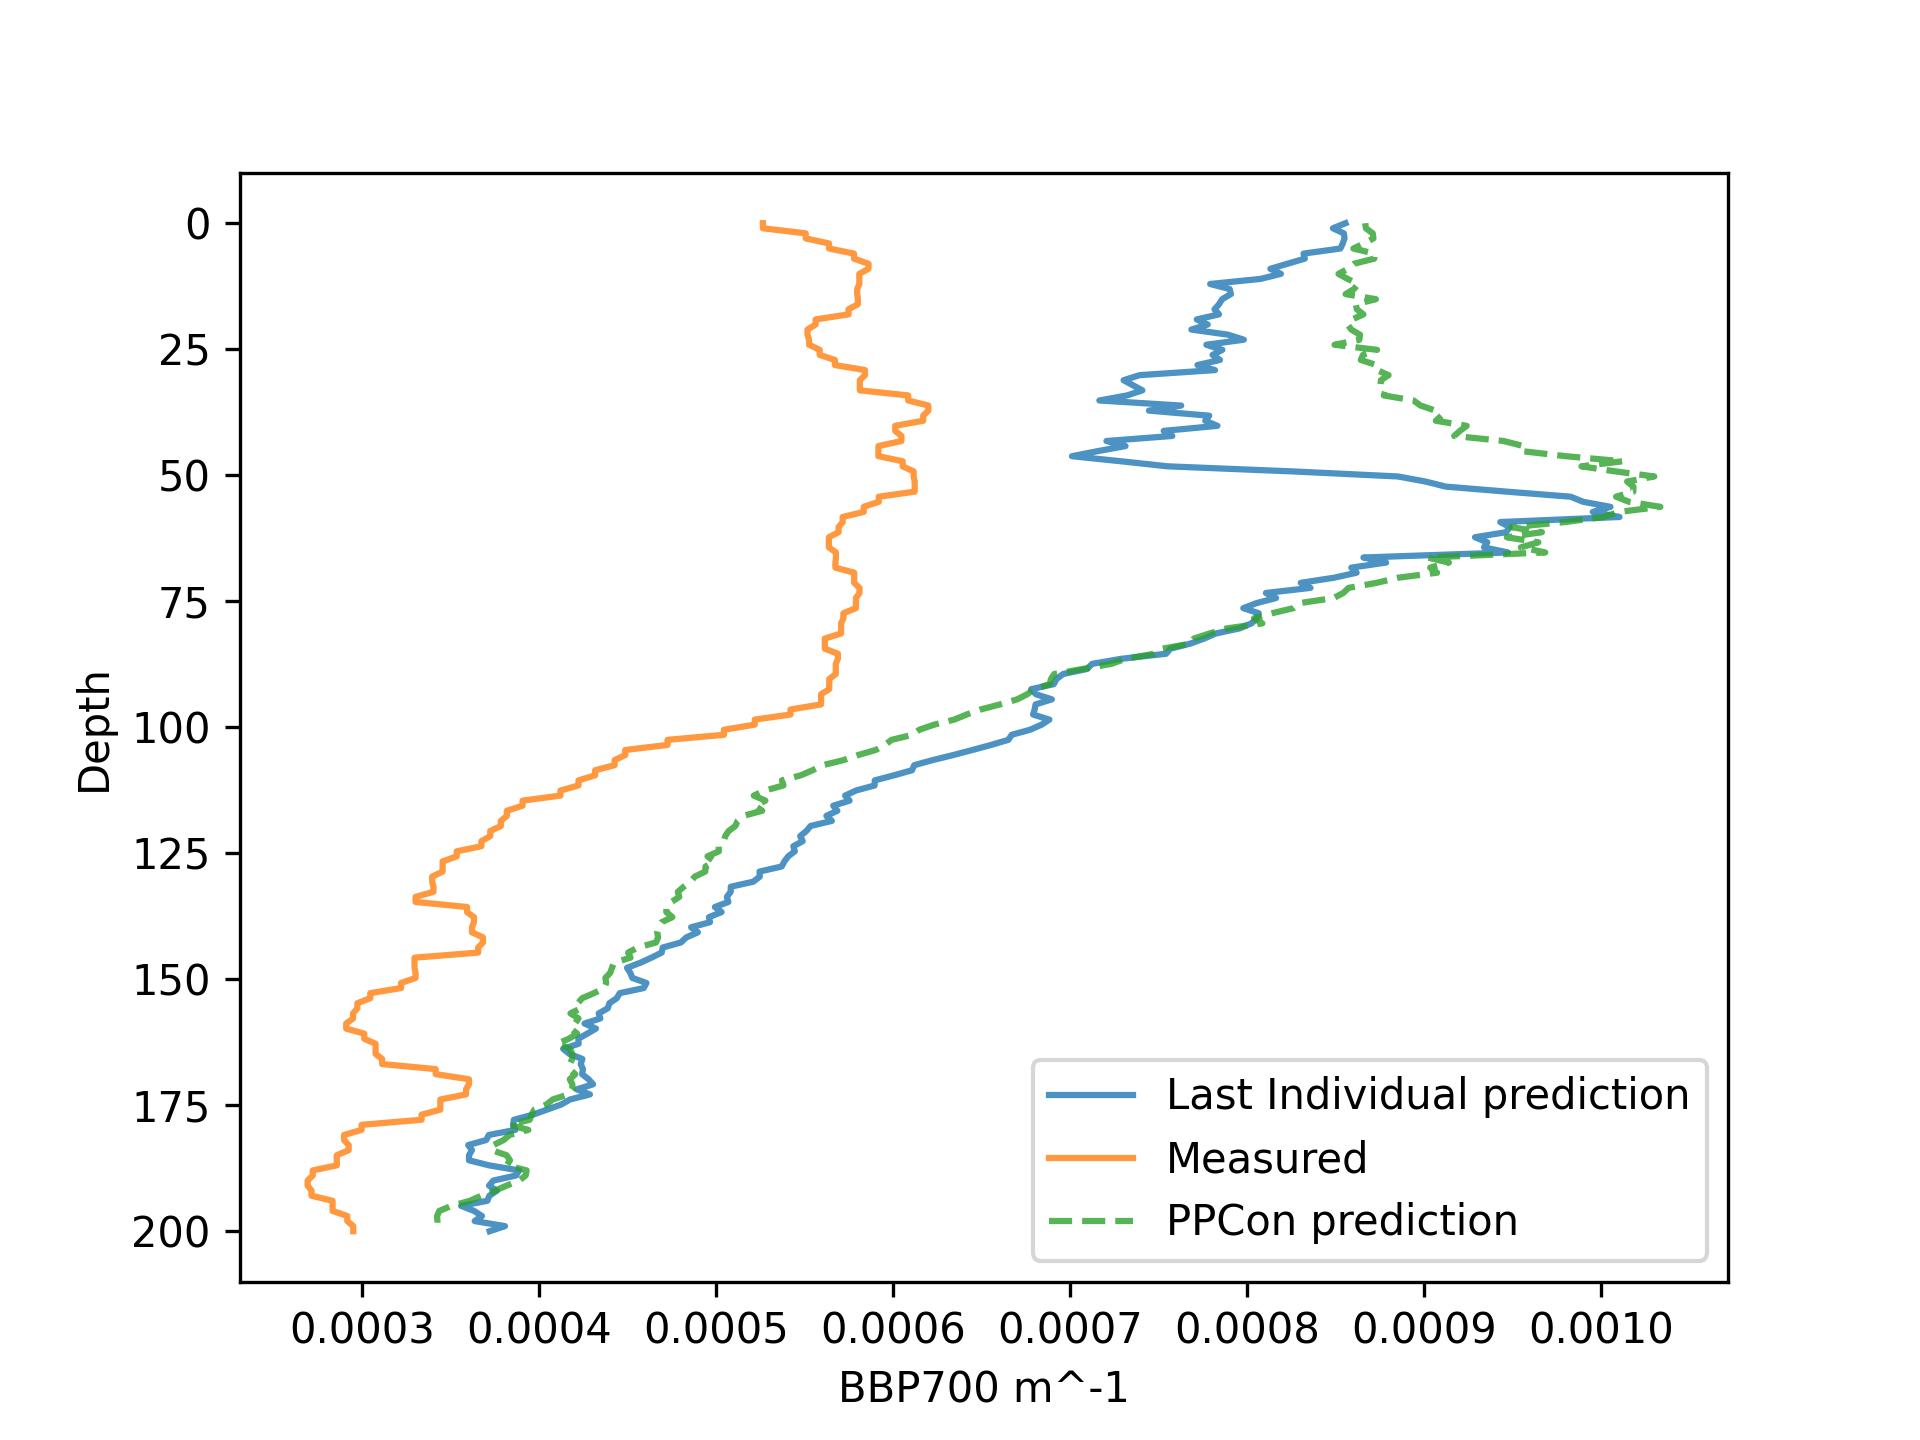 0
25
50
75
100
125
150
175
200
Depth
0.0003 0.0004 0.0005 0.0006 0.0007 0.0008 0.0009 0.0010
BBP700 m^-1
Last Individual prediction
Measured
PPCon prediction